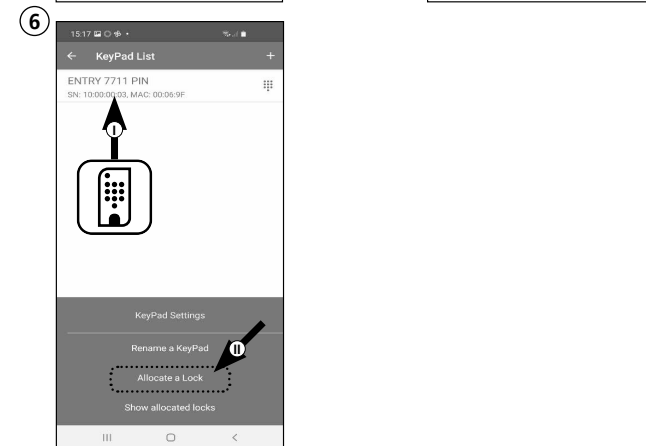 6
15:17
KeyPad List +
ENTRY 7711 PIN
SN: 10:00:00:03, MAC: 00:06:9F
I
KeyPad Settings
Rename a KeyPad
II
Allocate a Lock
Show allocated locks